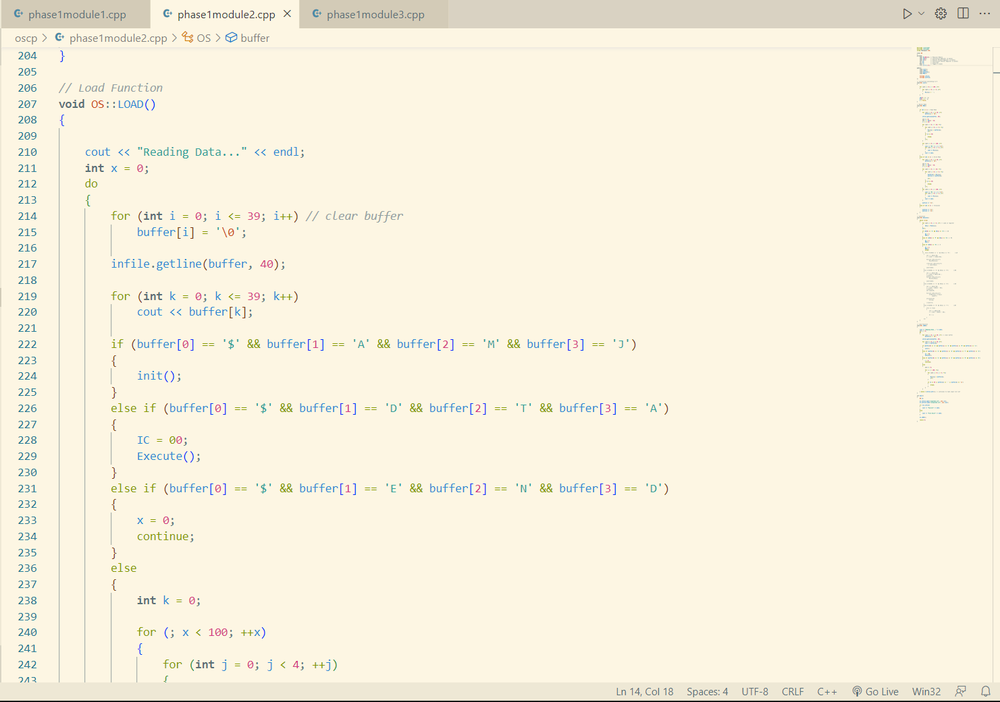 phase1module1.cpp phase1module2.cpp phase1module3.cpp
oscp > phase1module2.cpp > OS > buffer
204 }
205
206 // Load Function
207 void OS::LOAD()
208 {
209
210 cout << "Reading Data..." << endl;
211 int x = 0;
212 do
213 {
214 for (int i = 0; i <= 39; i++) // clear buffer
215 buffer[i] = '\0';
216
217 infile.getline(buffer, 40);
218
219 for (int k = 0; k <= 39; k++)
220 cout << buffer[k];
221
222 if (buffer[0] == '$' && buffer[1] == 'A' && buffer[2] == 'M' && buffer[3] == 'J')
223 {
224 init();
225 }
226 else if (buffer[0] == '$' && buffer[1] == 'D' && buffer[2] == 'T' && buffer[3] == 'A')
227 {
228 IC = 00;
229 Execute();
230 }
231 else if (buffer[0] == '$' && buffer[1] == 'E' && buffer[2] == 'N' && buffer[3] == 'D')
232 {
233 x = 0;
234 continue;
235 }
236 else
237 {
238 int k = 0;
239
240 for (; x < 100; ++x)
241 {
242 for (int j = 0; j < 4; ++j)
243 {
Ln 14, Col 18 Spaces: 4 UTF-8 CRLF C++ Go Live Win32